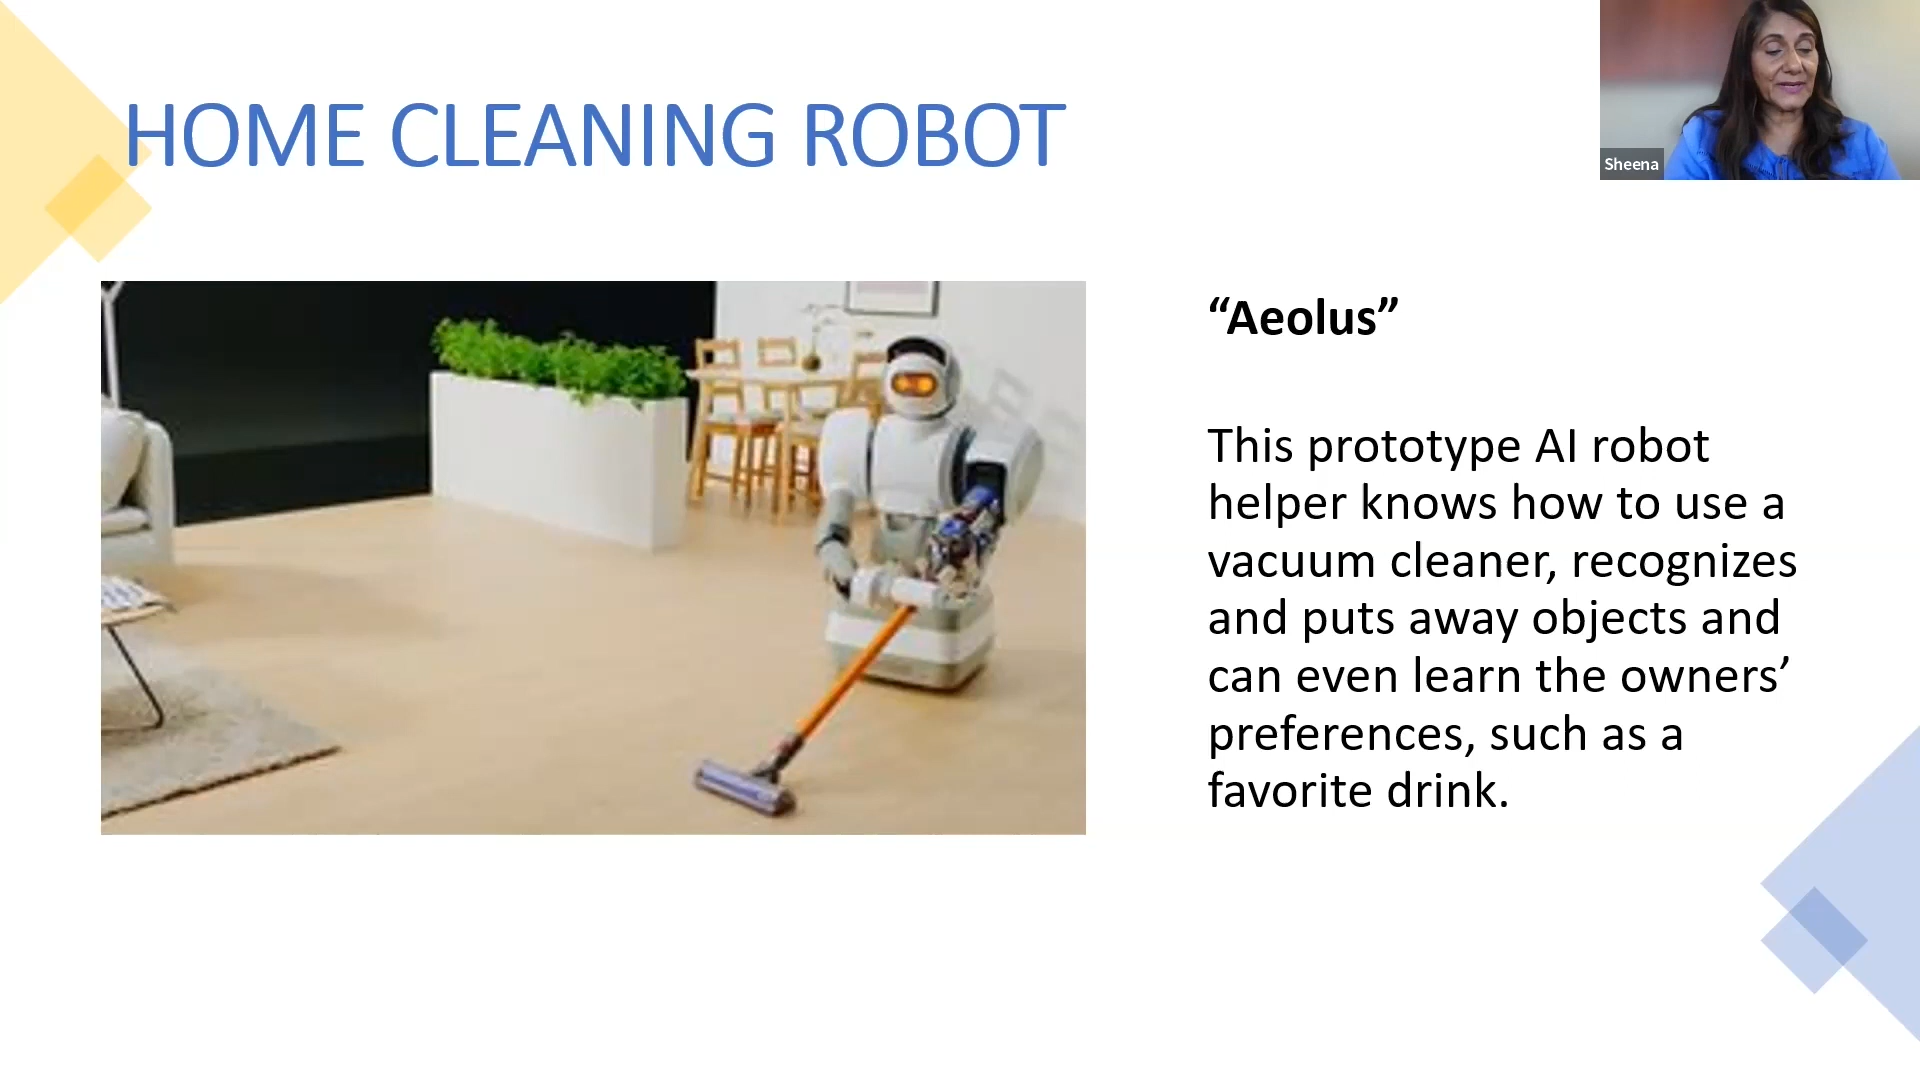 HOME CLEANING ROBOT
Sheena
“Aeolus”
This prototype AI robot
helper knows how to use a
vacuum cleaner, recognizes
and puts away objects and
can even learn the owners’
preferences, such as a
favorite drink.